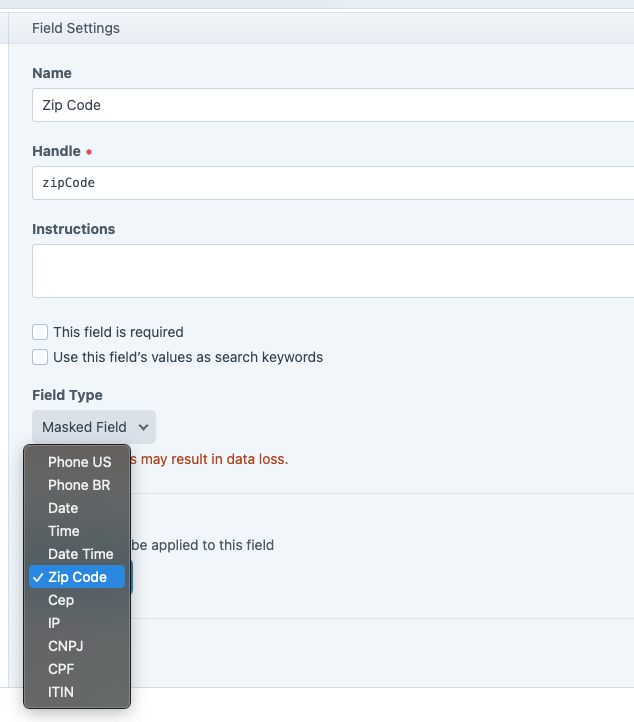 Field Settings
Name
Zip Code
Handle *
zipCode
Instructions
This field is required
Use this field's values as search keywords
Field Type
Masked Field
s may result in data loss.
be applied to this field
Phone US
Phone BR
Date
Time
Date Time
✓ Zip Code
Cep
IP
CNPJ
CPF
ITIN